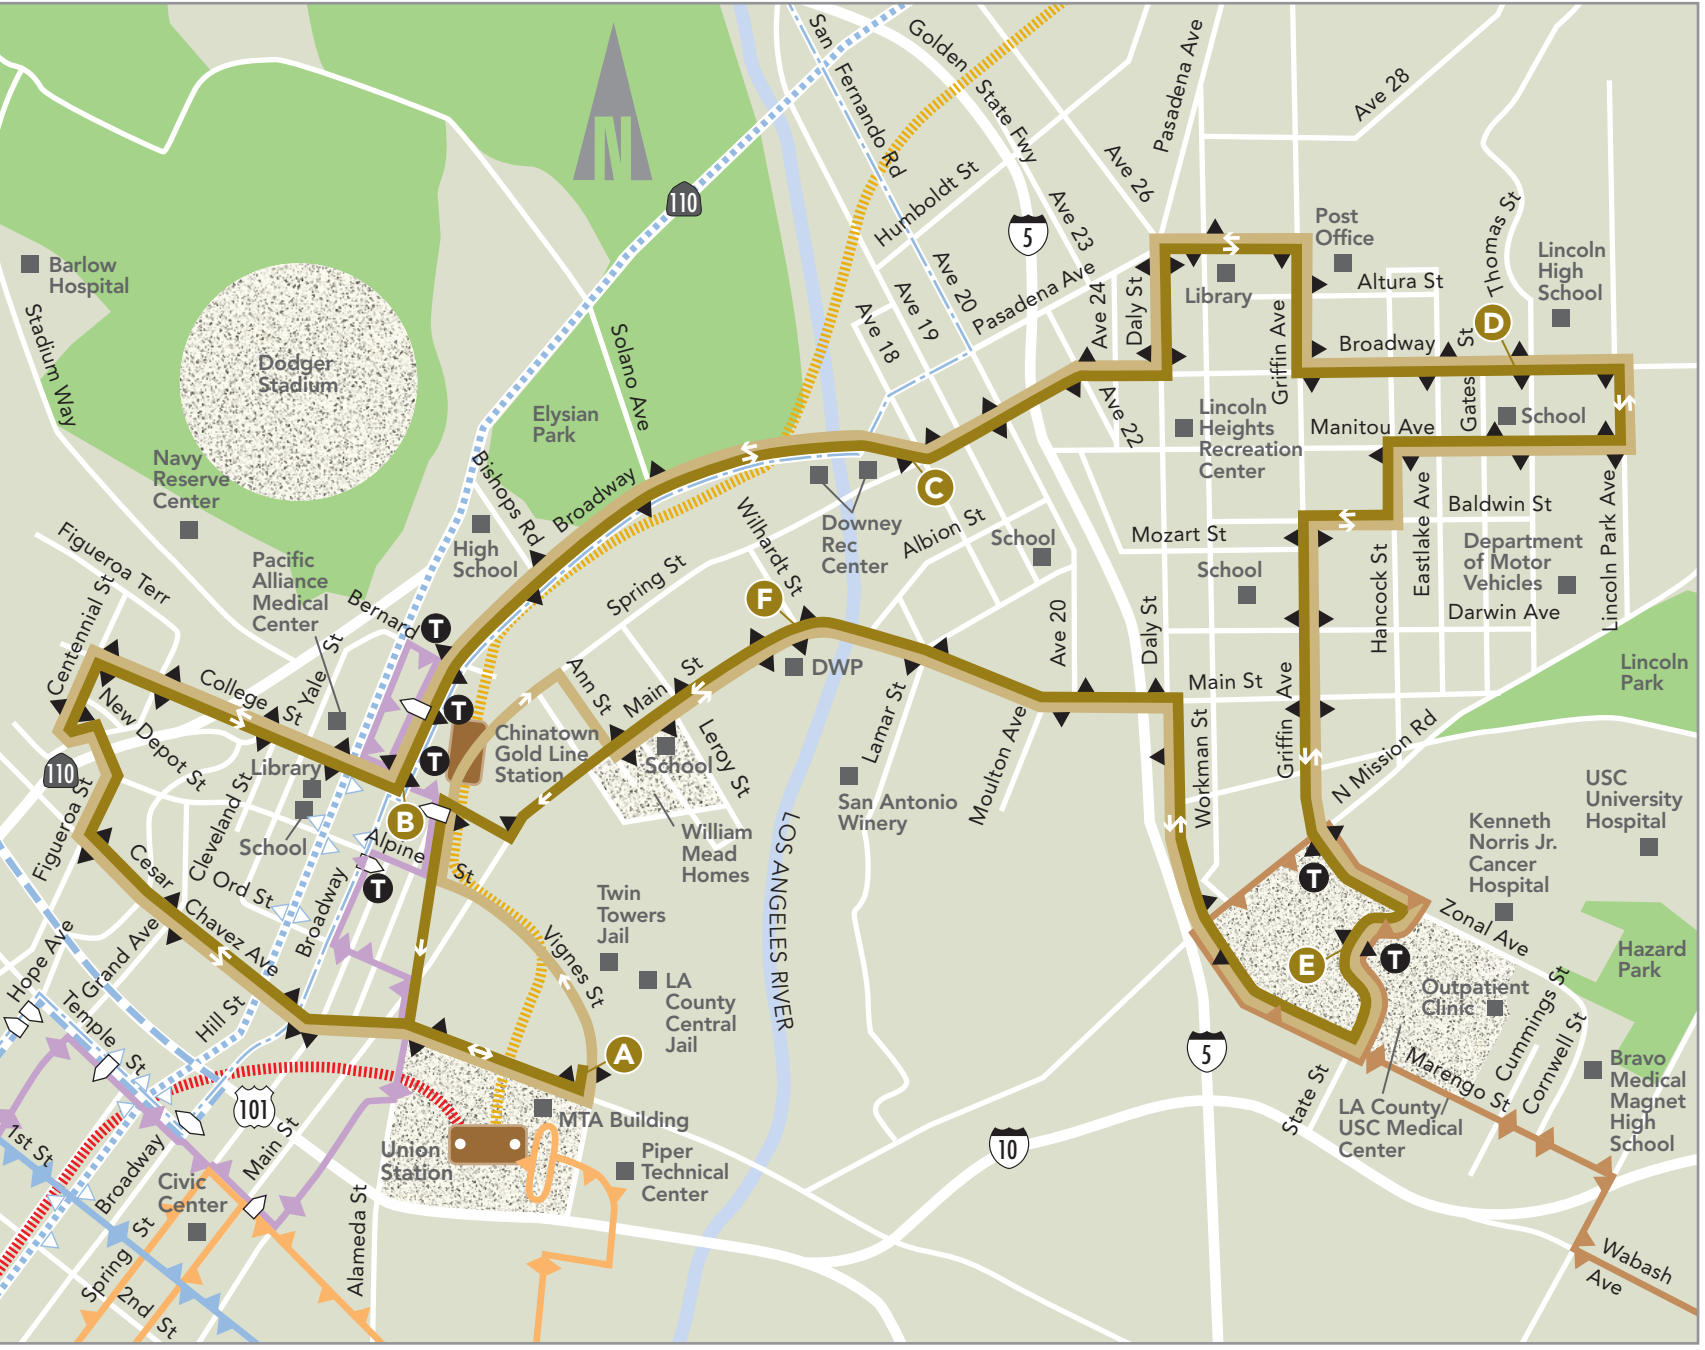 San
Fernando Rd
Golden
State Fwy
Pasadena Ave
Ave 28
Ave 26
Humboldt St
Ave 23
N
110
5
Thomas St
Post
Office
Lincoln
High
School
Barlow
Hospital
Stadium Way
Dodger
Stadium
Solano Ave
Ave 20
Ave 19
Ave 18
Pasadena Ave
Ave 24
Daly St
Library
Griffin Ave
Altura St
Broadway
Gates St
D
Elysian
Park
Ave 22
Lincoln
Heights
Recreation
Center
Manitou Ave
School
Navy
Reserve
Center
Bishops Rd
Broadway
High
School
C
Wilhardt St
Downey
Rec
Center
Albion St
School
Mozart St
School
Baldwin St
Eastlake Ave
Department
of Motor
Vehicles
Darwin Ave
Hancock St
Lincoln Park Ave
Figueroa Terr
Centennial St
Pacific
Alliance
Medical
Center
Bernard
T
Spring St
F
DWP
Ave 20
Daly St
Main St
Griffin Ave
Lincoln
Park
College St
Yale St
New Depot St
Library
T
T
Chinatown
Gold Line
Station
Ann St
Main St
Leroy St
School
Lamar St
Moulton Ave
Workman St
N Mission Rd
110
Figueroa St
Cleveland St
School
B
Alpine St
T
William
Mead
Homes
San Antonio
Winery
USC
University
Hospital
Kenneth
Norris Jr.
Cancer
Hospital
Cesar
Chavez Ave
Ord St
Broadway
Twin
Towers
Jail
Vignes St
LA
County
Central
Jail
LOS ANGELES RIVER
T
T
E
Zonal Ave
Outpatient
Clinic
Hazard
Park
Hope Ave
Grand Ave
Temple St
Hill St
A
5
Cummings St
Cornwell St
Marengo St
State St
LA County/
USC Medical
Center
Bravo
Medical
Magnet
High
School
101
MTA Building
Union
Station
Piper
Technical
Center
10
1st St
Broadway
Main St
Civic
Center
Spring St
2nd St
Alameda St
Wabash
Ave